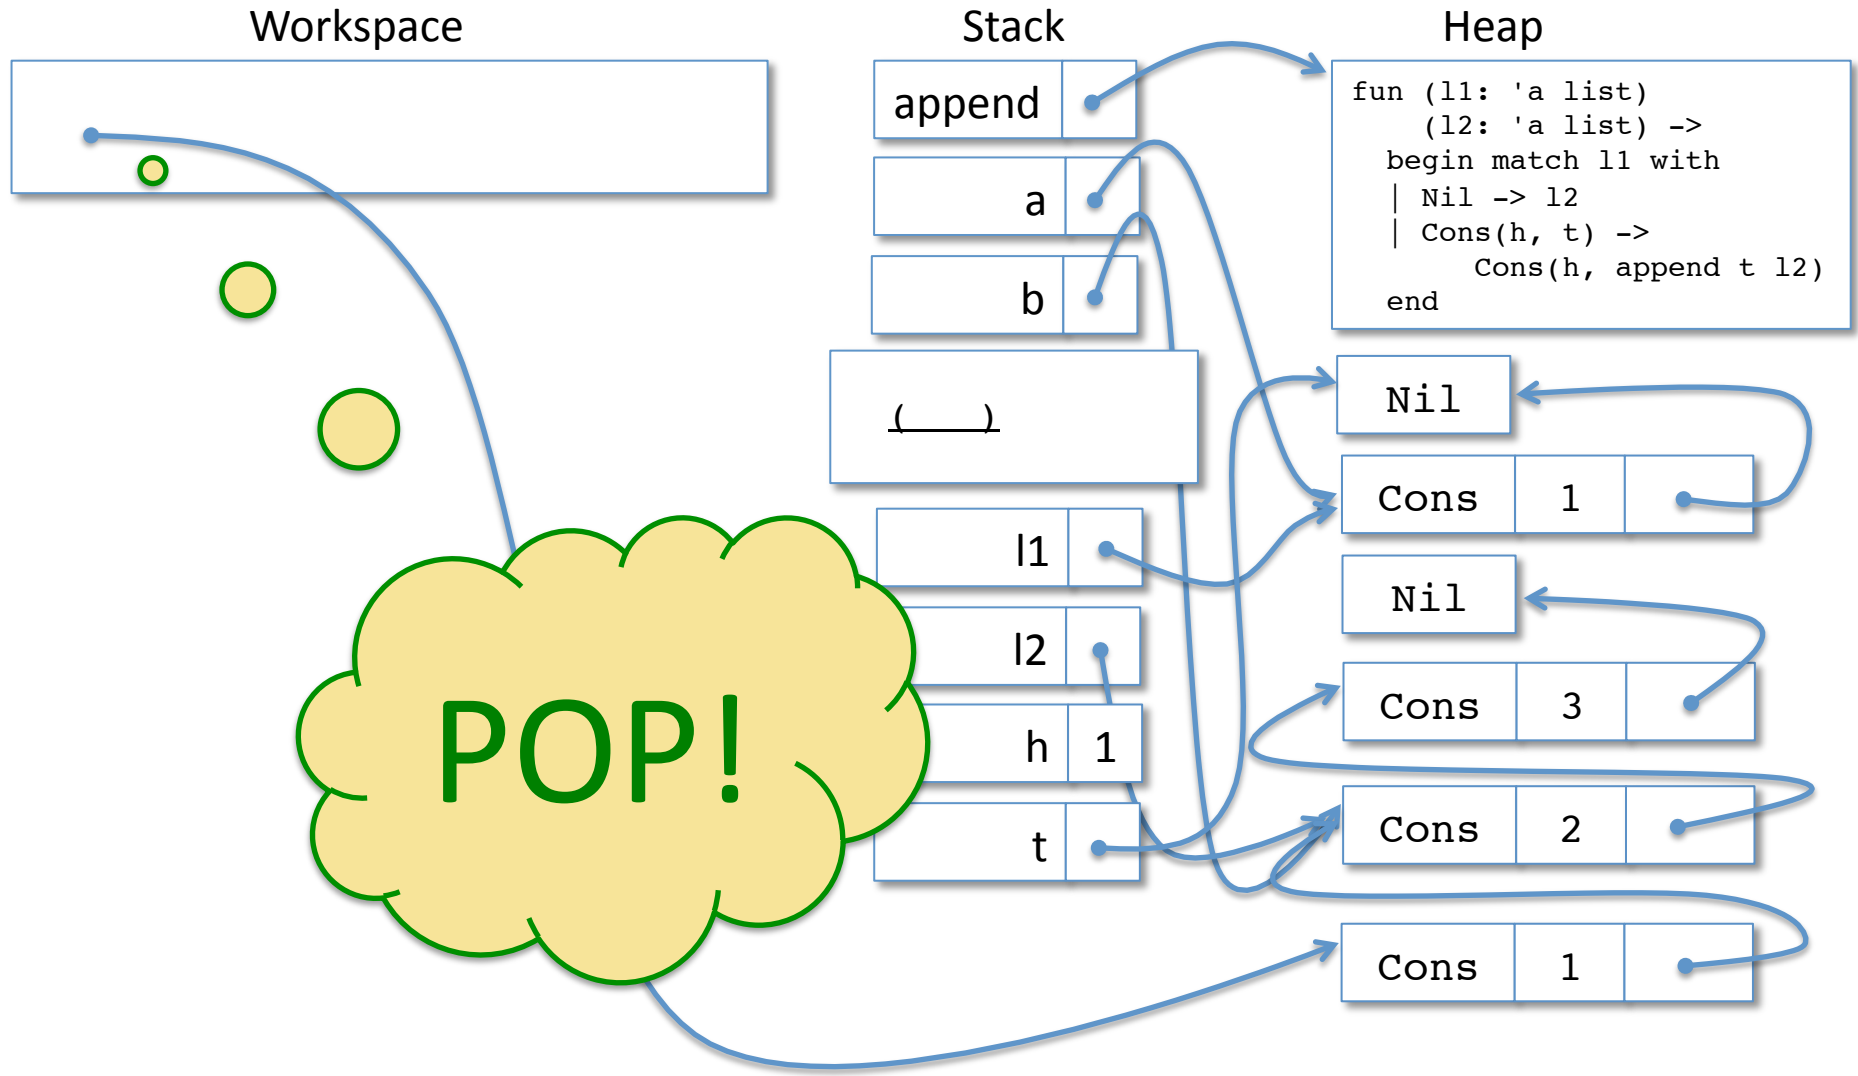 Workspace
Stack
Heap
append
a
b
(    )
l1
l2
h 1
t
fun (l1: 'a list)
    (l2: 'a list) ->
  begin match l1 with
  | Nil -> l2
  | Cons(h, t) ->
       Cons(h, append t l2)
  end
Nil
Cons 1
Nil
Cons 3
Cons 2
Cons 1
POP!